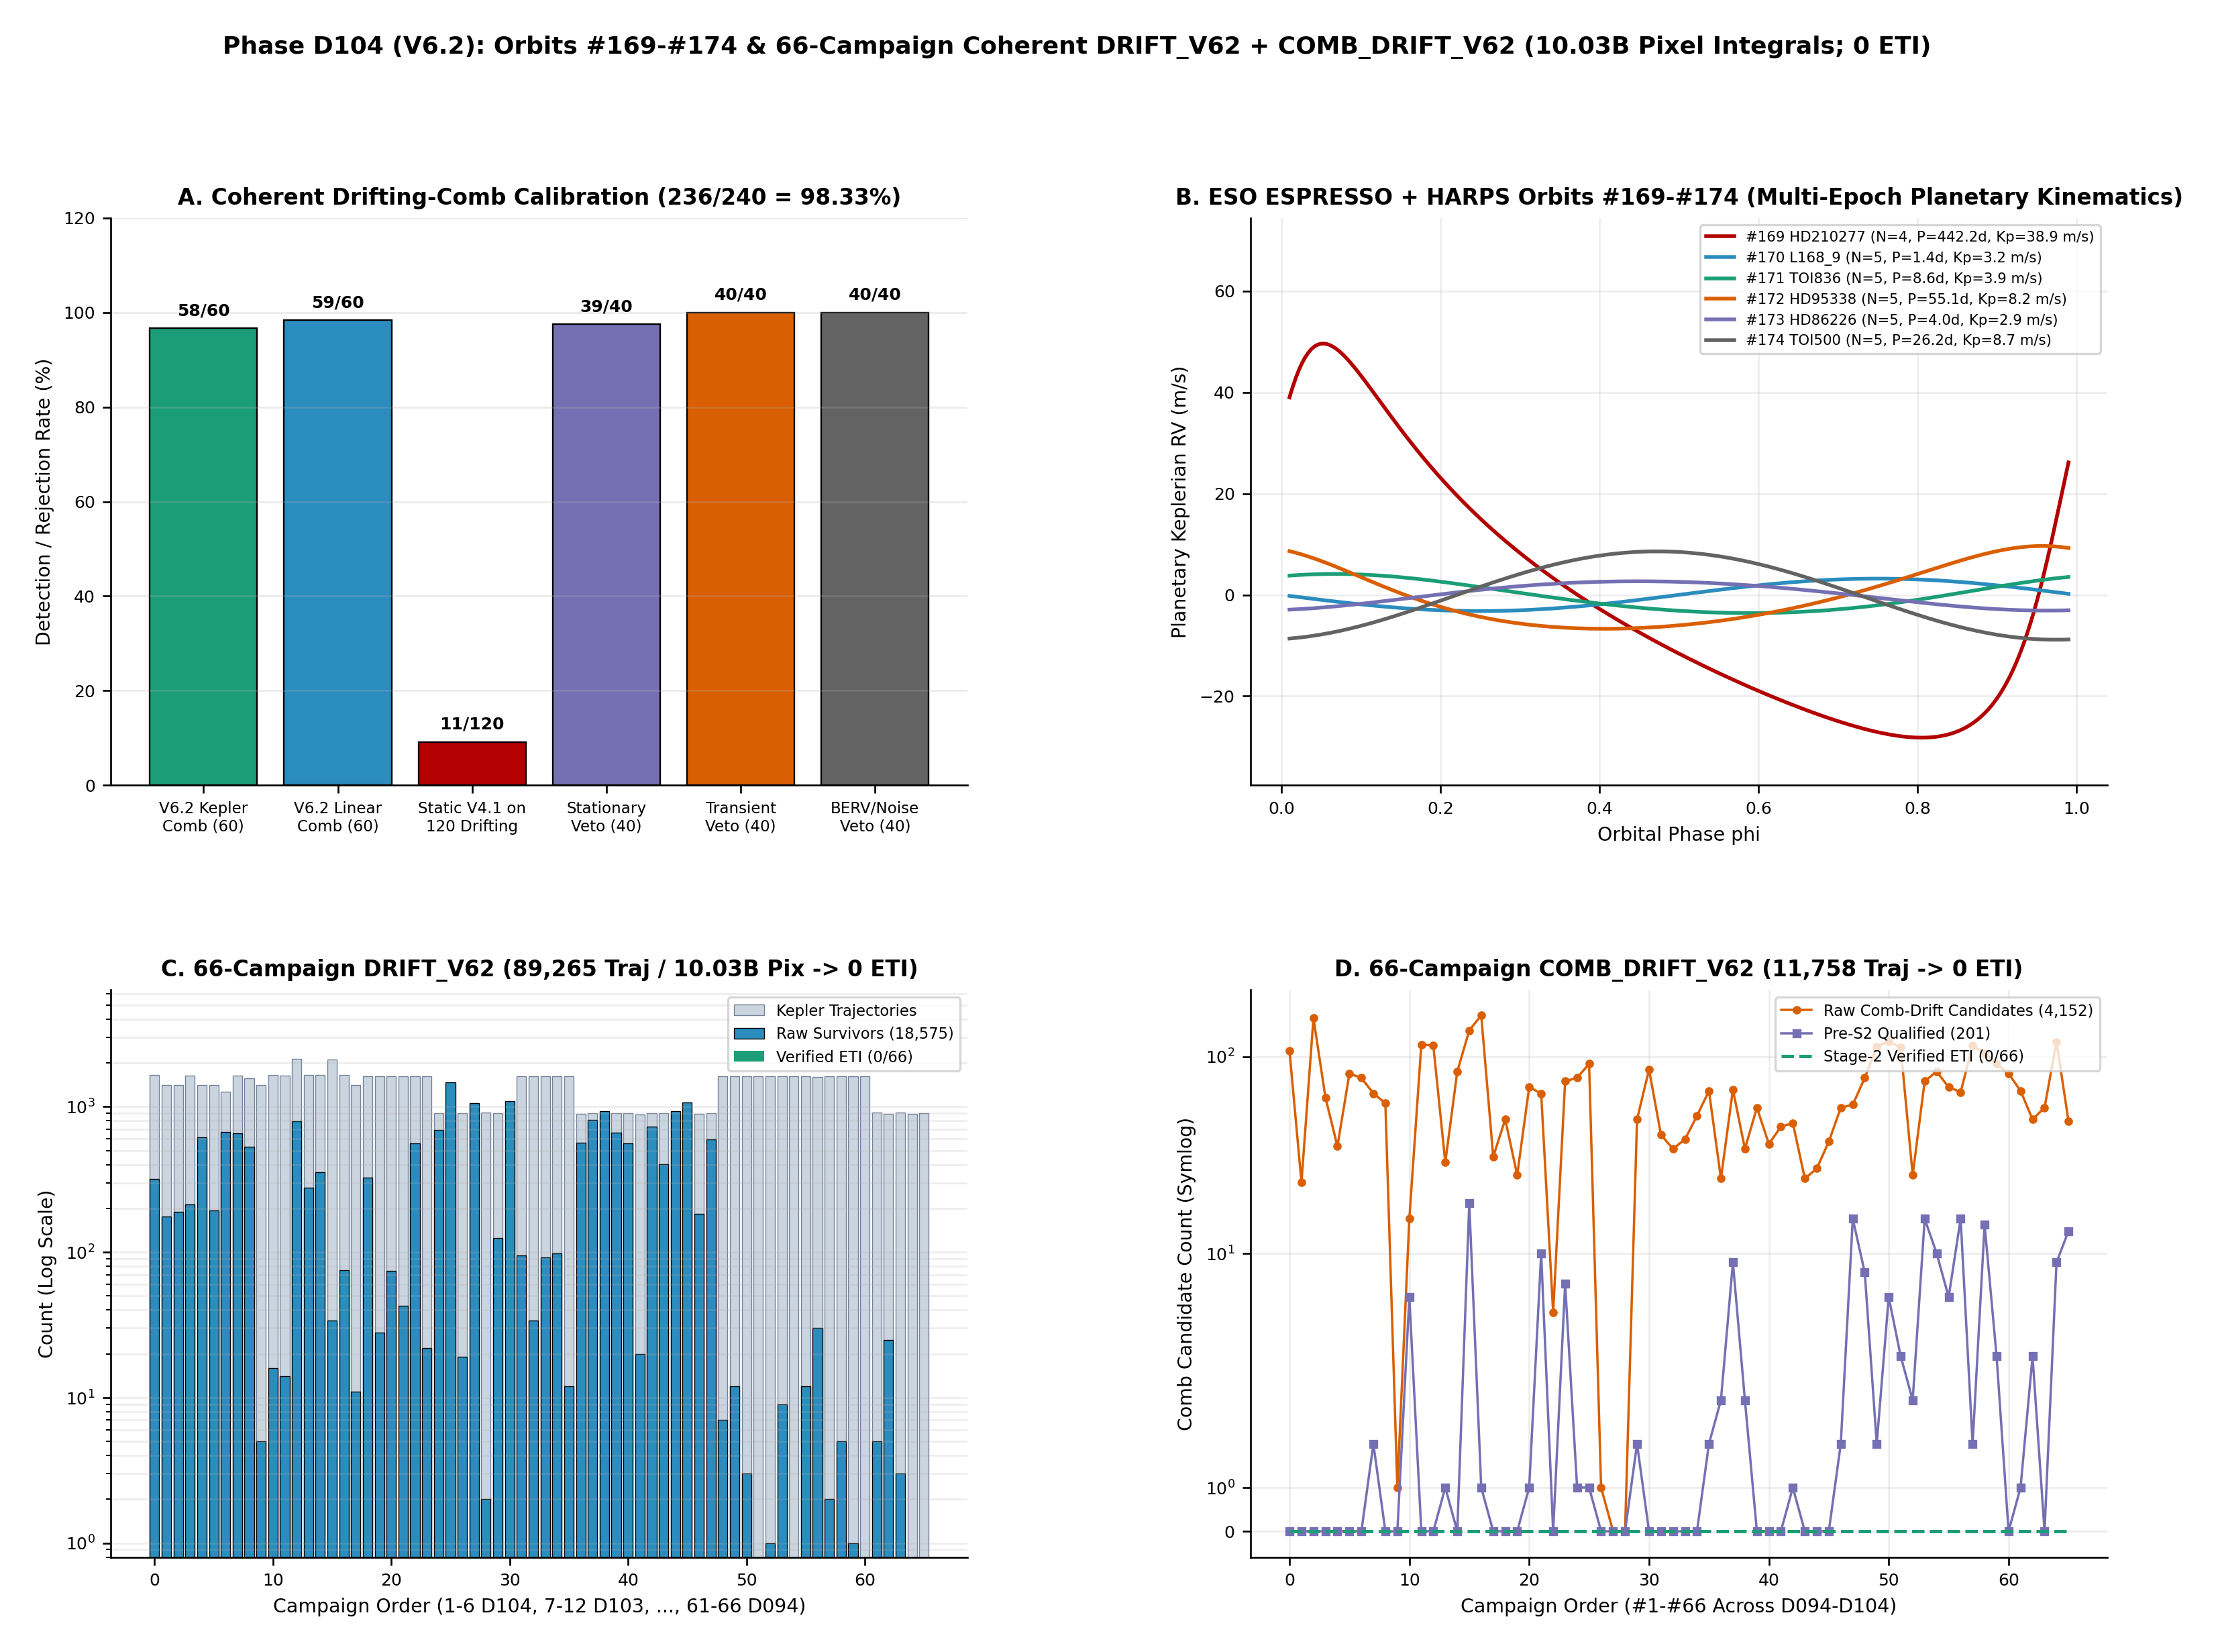 Phase D104 (V6.2): Orbits #169-#174 & 66-Campaign Coherent DRIFT_V62 + COMB_DRIFT_V62 (10.03B Pixel Integrals; 0 ETI)
A. Coherent Drifting-Comb Calibration (236/240 = 98.33%)
Detection / Rejection Rate (%)
120
100
80
60
40
20
0
58/60
59/60
11/120
39/40
40/40
40/40
V6.2 Kepler
Comb (60)
V6.2 Linear
Comb (60)
Static V4.1 on
120 Drifting
Stationary
Veto (40)
Transient
Veto (40)
BERV/Noise
Veto (40)
B. ESO ESPRESSO + HARPS Orbits #169-#174 (Multi-Epoch Planetary Kinematics)
Planetary Keplerian RV (m/s)
60
40
20
0
−20
#169 HD210277 (N=4, P=442.2d, Kp=38.9 m/s)
#170 L168_9 (N=5, P=1.4d, Kp=3.2 m/s)
#171 TOI836 (N=5, P=8.6d, Kp=3.9 m/s)
#172 HD95338 (N=5, P=55.1d, Kp=8.2 m/s)
#173 HD86226 (N=5, P=4.0d, Kp=2.9 m/s)
#174 TOI500 (N=5, P=26.2d, Kp=8.7 m/s)
0.0 0.2 0.4 0.6 0.8 1.0
Orbital Phase phi
C. 66-Campaign DRIFT_V62 (89,265 Traj / 10.03B Pix -> 0 ETI)
Count (Log Scale)
10³
10²
10¹
10⁰
Kepler Trajectories
Raw Survivors (18,575)
Verified ETI (0/66)
0 10 20 30 40 50 60
Campaign Order (1-6 D104, 7-12 D103, ..., 61-66 D094)
D. 66-Campaign COMB_DRIFT_V62 (11,758 Traj -> 0 ETI)
Comb Candidate Count (Symlog)
10²
10¹
10⁰
0
Raw Comb-Drift Candidates (4,152)
Pre-S2 Qualified (201)
Stage-2 Verified ETI (0/66)
0 10 20 30 40 50 60
Campaign Order (#1-#66 Across D094-D104)